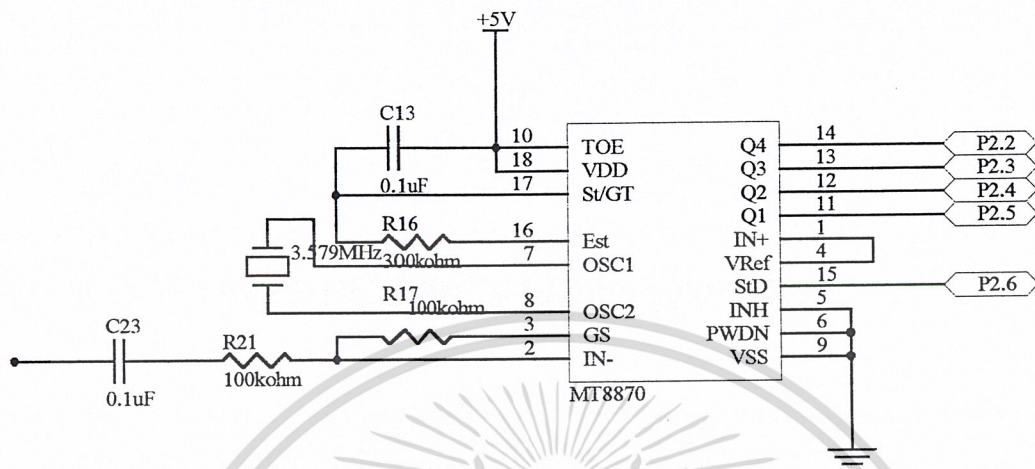 +5V
C13
0.1uF
10
18
17
16
7
8
3
2
R16
300kohm
3.579MHz
R17
100kohm
C23
0.1uF
R21
100kohm
TOE
VDD
St/GT
Est
OSC1
OSC2
GS
IN-
Q4
Q3
Q2
Q1
IN+
VRef
StD
INH
PWDN
VSS
MT8870
14
13
12
11
1
4
15
5
6
9
P2.2
P2.3
P2.4
P2.5
P2.6